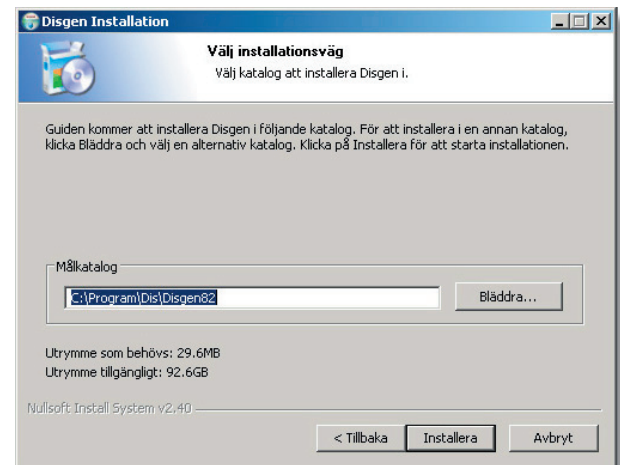 Disgen Installation
Välj installationsväg
Välj katalog att installera Disgen i.
Guiden kommer att installera Disgen i följande katalog. För att installera i en annan katalog,
klicka Bläddra och välj en alternativ katalog. Klicka på Installera för att starta installationen.
Målkatalog
C:\Program\Dis\Disgen82
Bläddra...
Utrymme som behövs: 29.6MB
Utrymme tillgängligt: 92.6GB
Nullsoft Install System v2.40
< Tillbaka
Installera
Avbryt